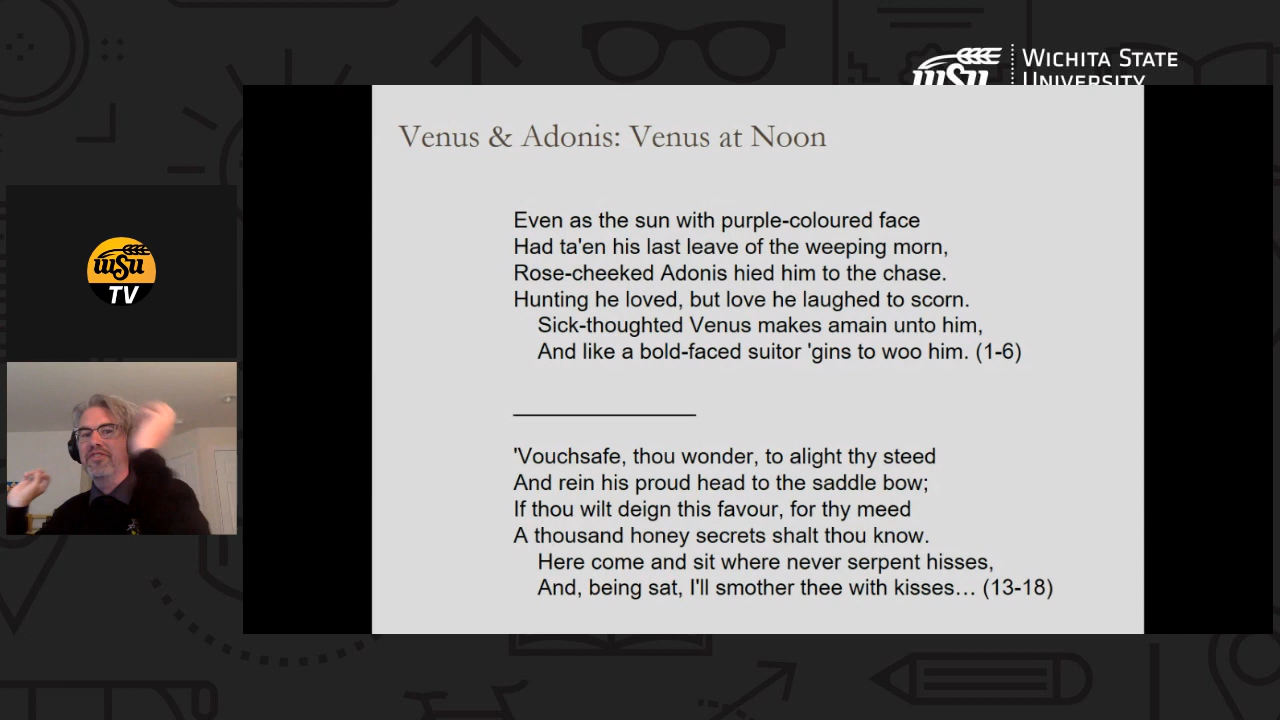 WSU
WICHITA STATE
UNIVERSITY
Venus & Adonis: Venus at Noon
Even as the sun with purple-coloured face
Had ta'en his last leave of the weeping morn,
Rose-cheeked Adonis hied him to the chase.
Hunting he loved, but love he laughed to scorn.
Sick-thoughted Venus makes amain unto him,
And like a bold-faced suitor 'gins to woo him. (1-6)
'Vouchsafe, thou wonder, to alight thy steed
And rein his proud head to the saddle bow;
If thou wilt deign this favour, for thy meed
A thousand honey secrets shalt thou know.
Here come and sit where never serpent hisses,
And, being sat, I'll smother thee with kisses… (13-18)
wsu
TV